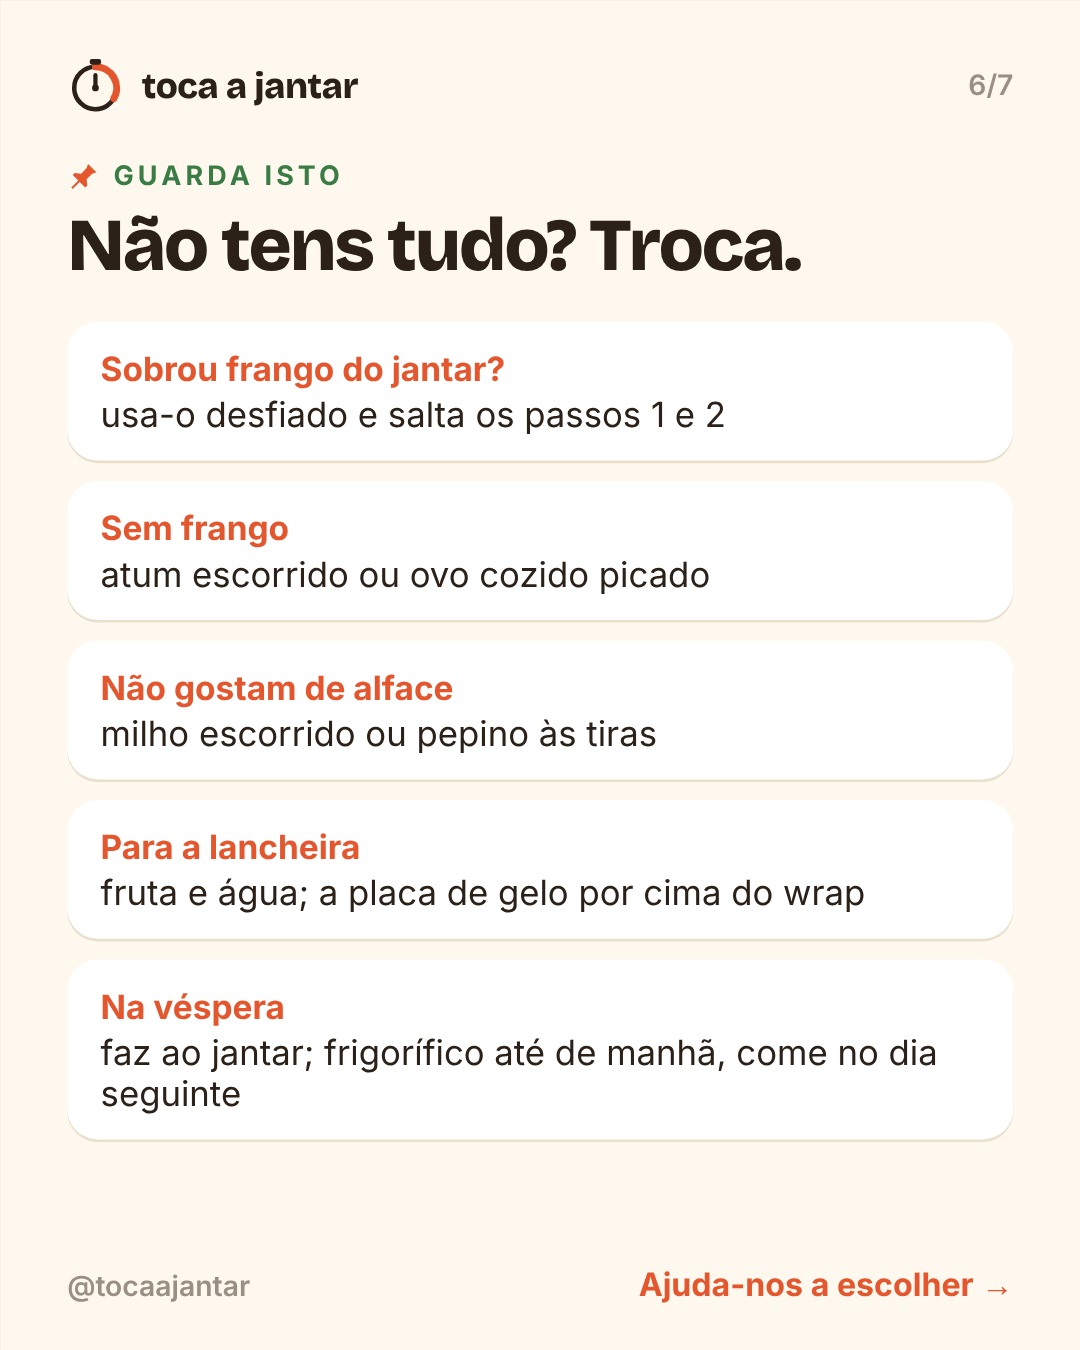 toca a jantar
6/7
GUARDA ISTO
Não tens tudo? Troca.
Sobrou frango do jantar?
usa-o desfiado e salta os passos 1 e 2
Sem frango
atum escorrido ou ovo cozido picado
Não gostam de alface
milho escorrido ou pepino às tiras
Para a lancheira
fruta e água; a placa de gelo por cima do wrap
Na véspera
faz ao jantar; frigorífico até de manhã, come no dia
seguinte
@tocaajantar
Ajuda-nos a escolher →